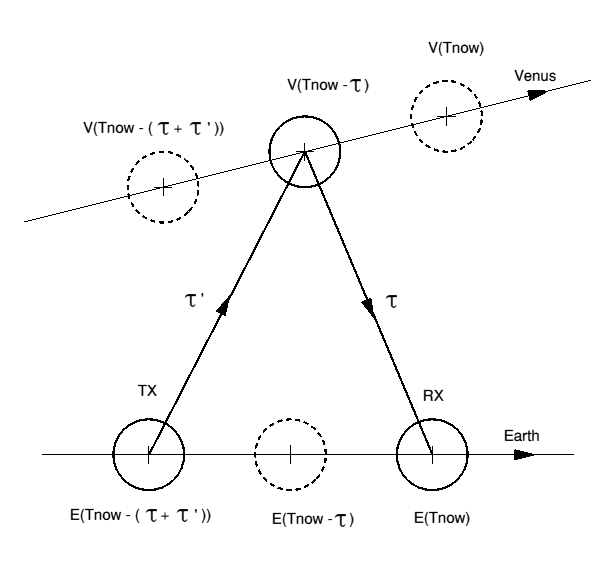 V(Tnow)
Venus
V(Tnow - τ)
V(Tnow - ( τ + τ ' ))
τ '
τ
TX
RX
Earth
E(Tnow - ( τ + τ ' ))
E(Tnow - τ)
E(Tnow)